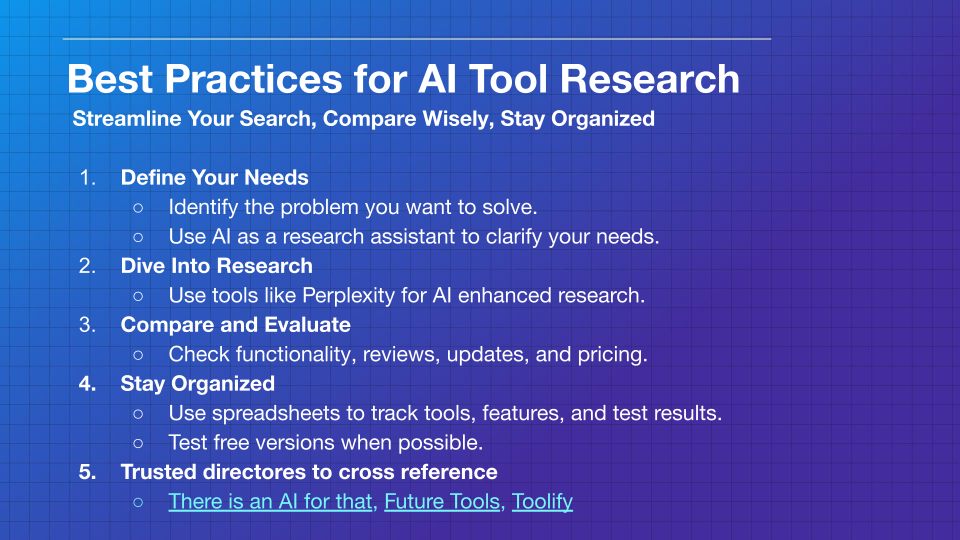 Best Practices for AI Tool Research
Streamline Your Search, Compare Wisely, Stay Organized
1. Define Your Needs
○ Identify the problem you want to solve.
○ Use AI as a research assistant to clarify your needs.
2. Dive Into Research
○ Use tools like Perplexity for AI enhanced research.
3. Compare and Evaluate
○ Check functionality, reviews, updates, and pricing.
4. Stay Organized
○ Use spreadsheets to track tools, features, and test results.
○ Test free versions when possible.
5. Trusted directores to cross reference
○ There is an AI for that, Future Tools, Toolify